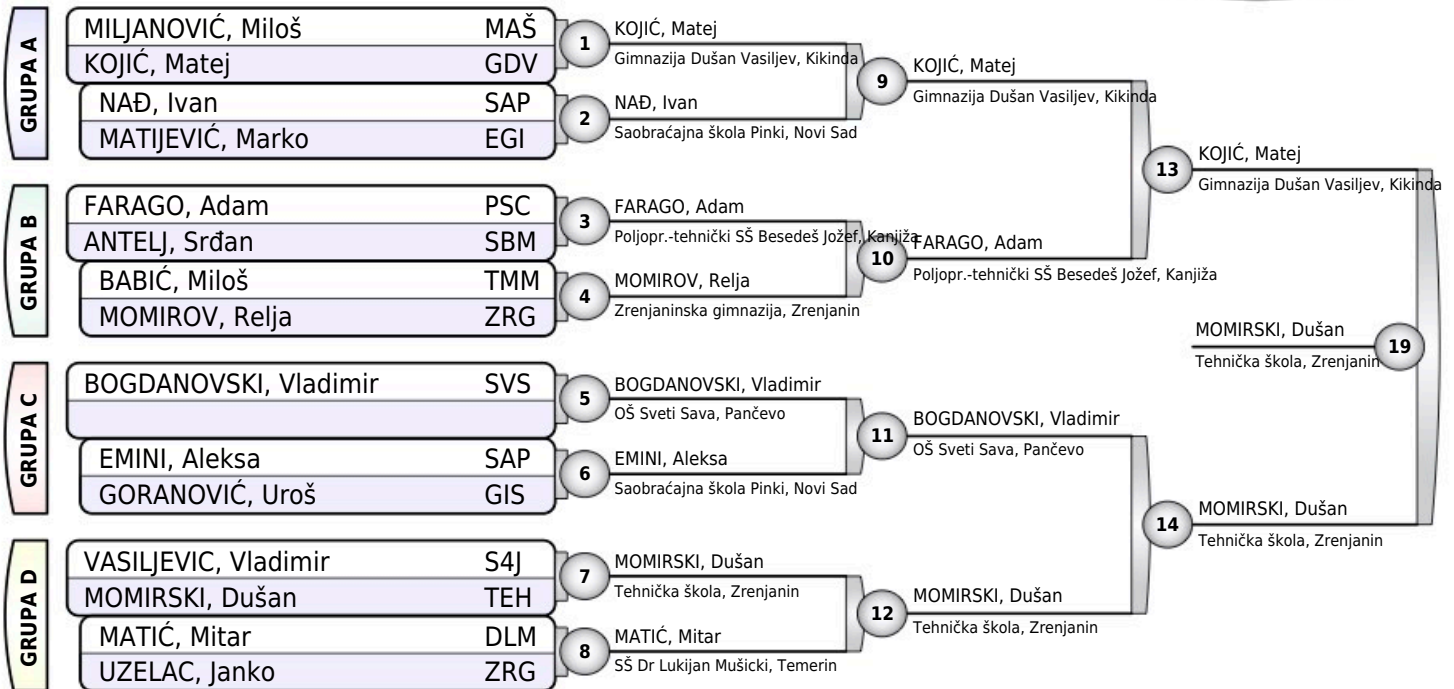 GRUPA A
MILJANOVIĆ, Miloš MAŠ
KOJIĆ, Matej GDV
NAĐ, Ivan SAP
MATIJEVIĆ, Marko EGI
GRUPA B
FARAGO, Adam PSC
ANTELJ, Srđan SBM
BABIĆ, Miloš TMM
MOMIROV, Relja ZRG
GRUPA C
BOGDANOVSKI, Vladimir SVS
EMINI, Aleksa SAP
GORANOVIĆ, Uroš GIS
GRUPA D
VASILJEVIC, Vladimir S4J
MOMIRSKI, Dušan TEH
MATIĆ, Mitar DLM
UZELAC, Janko ZRG
1
KOJIĆ, Matej
Gimnazija Dušan Vasiljev, Kikinda
2
NAĐ, Ivan
Saobraćajna škola Pinki, Novi Sad
3
FARAGO, Adam
Poljopr.-tehnički SŠ Besedeš Jožef, Kanjiža
4
MOMIROV, Relja
Zrenjaninska gimnazija, Zrenjanin
5
BOGDANOVSKI, Vladimir
OŠ Sveti Sava, Pančevo
6
EMINI, Aleksa
Saobraćajna škola Pinki, Novi Sad
7
MOMIRSKI, Dušan
Tehnička škola, Zrenjanin
8
MATIĆ, Mitar
SŠ Dr Lukijan Mušicki, Temerin
9
KOJIĆ, Matej
Gimnazija Dušan Vasiljev, Kikinda
10
FARAGO, Adam
Poljopr.-tehnički SŠ Besedeš Jožef, Kanjiža
11
BOGDANOVSKI, Vladimir
OŠ Sveti Sava, Pančevo
12
MOMIRSKI, Dušan
Tehnička škola, Zrenjanin
13
KOJIĆ, Matej
Gimnazija Dušan Vasiljev, Kikinda
14
MOMIRSKI, Dušan
Tehnička škola, Zrenjanin
MOMIRSKI, Dušan
Tehnička škola, Zrenjanin
19